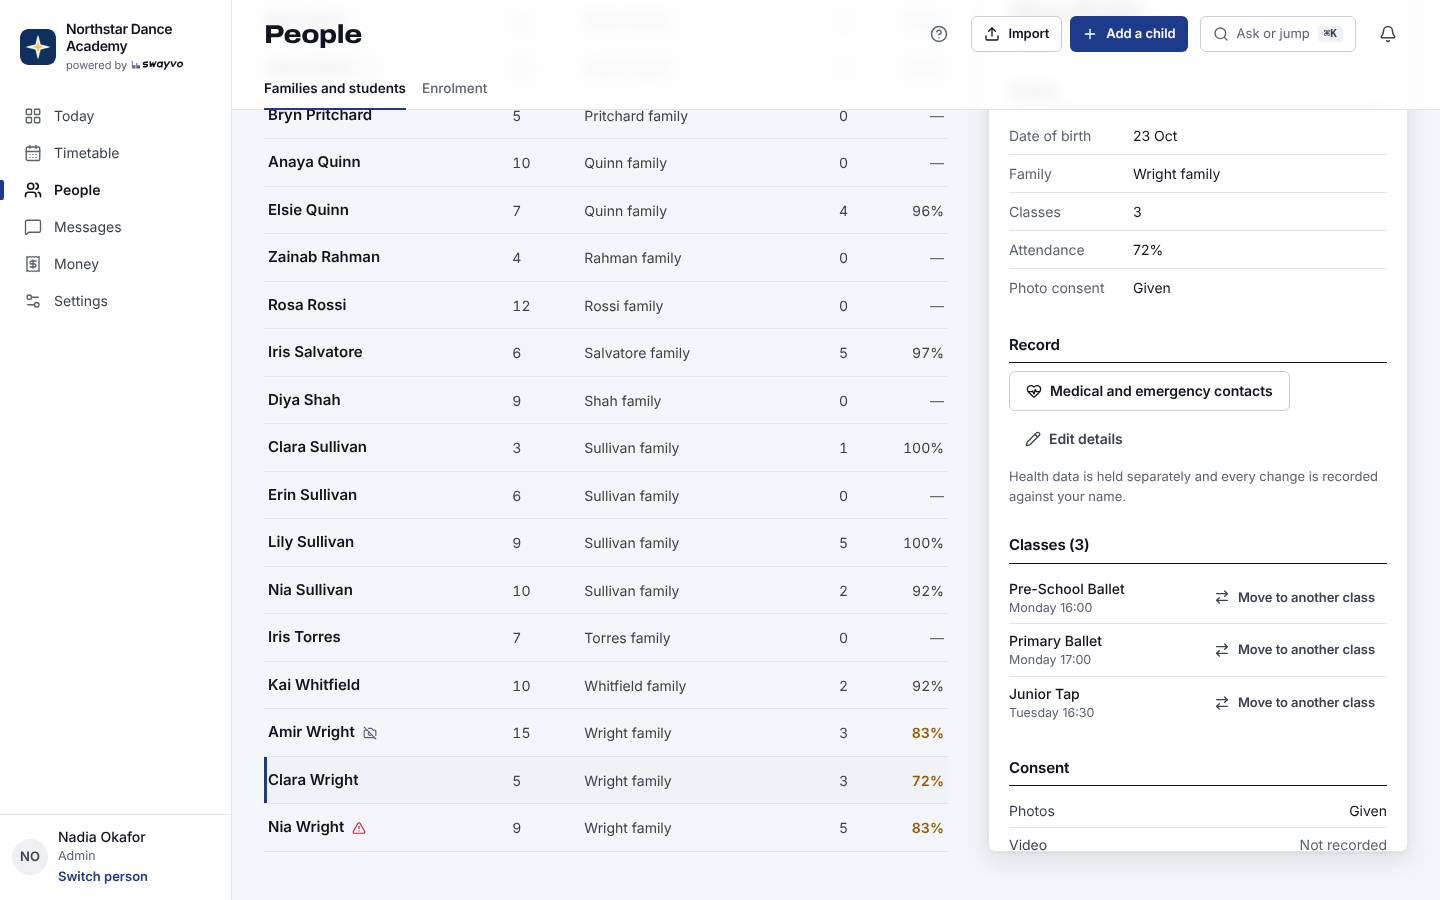 Northstar Dance
Academy
powered by swayvo
Today
Timetable
People
Messages
Money
Settings
Nadia Okafor
NO
Admin
Switch person
People
Import
Add a child
Ask or jump ⌘K
Families and students
Enrolment
Bryn Pritchard 5 Pritchard family 0 —
Anaya Quinn 10 Quinn family 0 —
Elsie Quinn 7 Quinn family 4 96%
Zainab Rahman 4 Rahman family 0 —
Rosa Rossi 12 Rossi family 0 —
Iris Salvatore 6 Salvatore family 5 97%
Diya Shah 9 Shah family 0 —
Clara Sullivan 3 Sullivan family 1 100%
Erin Sullivan 6 Sullivan family 0 —
Lily Sullivan 9 Sullivan family 5 100%
Nia Sullivan 10 Sullivan family 2 92%
Iris Torres 7 Torres family 0 —
Kai Whitfield 10 Whitfield family 2 92%
Amir Wright 15 Wright family 3 83%
Clara Wright 5 Wright family 3 72%
Nia Wright 9 Wright family 5 83%
Date of birth 23 Oct
Family Wright family
Classes 3
Attendance 72%
Photo consent Given
Record
Medical and emergency contacts
Edit details
Health data is held separately and every change is recorded
against your name.
Classes (3)
Pre-School Ballet
Monday 16:00
Move to another class
Primary Ballet
Monday 17:00
Move to another class
Junior Tap
Tuesday 16:30
Move to another class
Consent
Photos Given
Video Not recorded